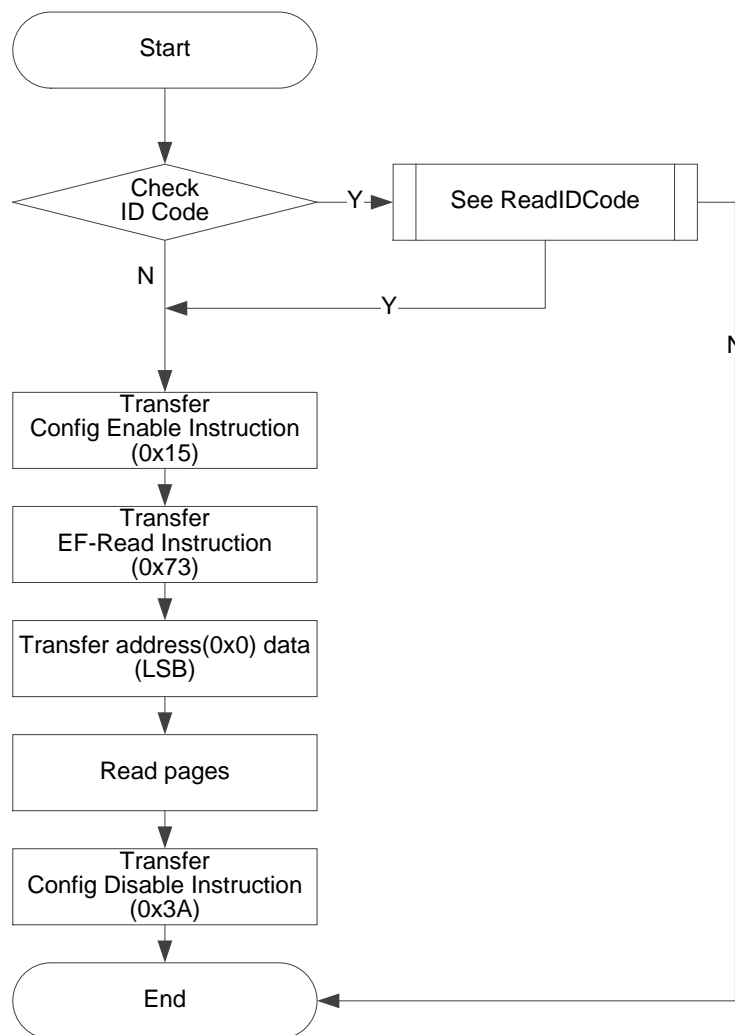 Start
Check
ID Code
Y
See ReadIDCode
N
Y
N
Transfer
Config Enable Instruction
(0x15)
Transfer
EF-Read Instruction
(0x73)
Transfer address(0x0) data
(LSB)
Read pages
Transfer
Config Disable Instruction
(0x3A)
End